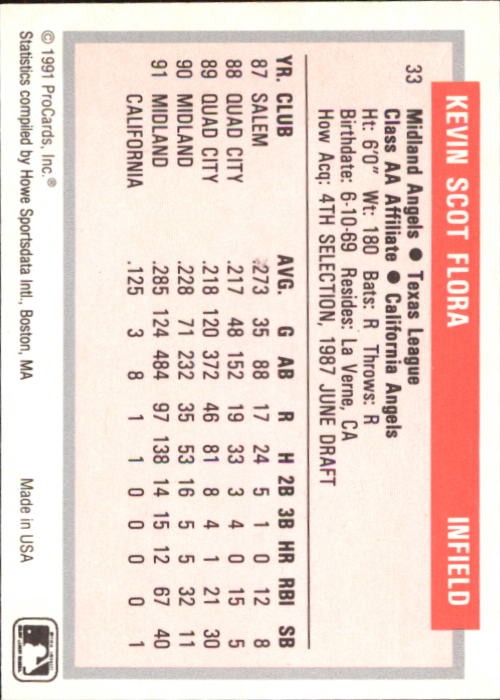 KEVIN SCOT FLORA INFIELD
33 Midland Angels ● Texas League
Class AA Affiliate ● California Angels
Ht: 6'0" Wt: 180 Bats: R Throws: R
Birthdate: 6-10-69 Resides: La Verne, CA
How Acq: 4TH SELECTION, 1987 JUNE DRAFT
YR. CLUB AVG. G AB R H 2B 3B HR RBI SB
87 SALEM .273 35 88 17 24 5 1 0 12 8
88 QUAD CITY .217 48 152 19 33 3 4 0 15 5
89 QUAD CITY .218 120 372 46 81 8 4 1 21 30
90 MIDLAND .228 71 232 35 53 16 5 5 32 11
91 MIDLAND .285 124 484 97 138 14 15 12 67 40
CALIFORNIA .125 3 8 1 1 0 0 0 0 1
© 1991 ProCards, Inc.®
Statistics compiled by Howe Sportsdata Intl., Boston, MA Made in USA